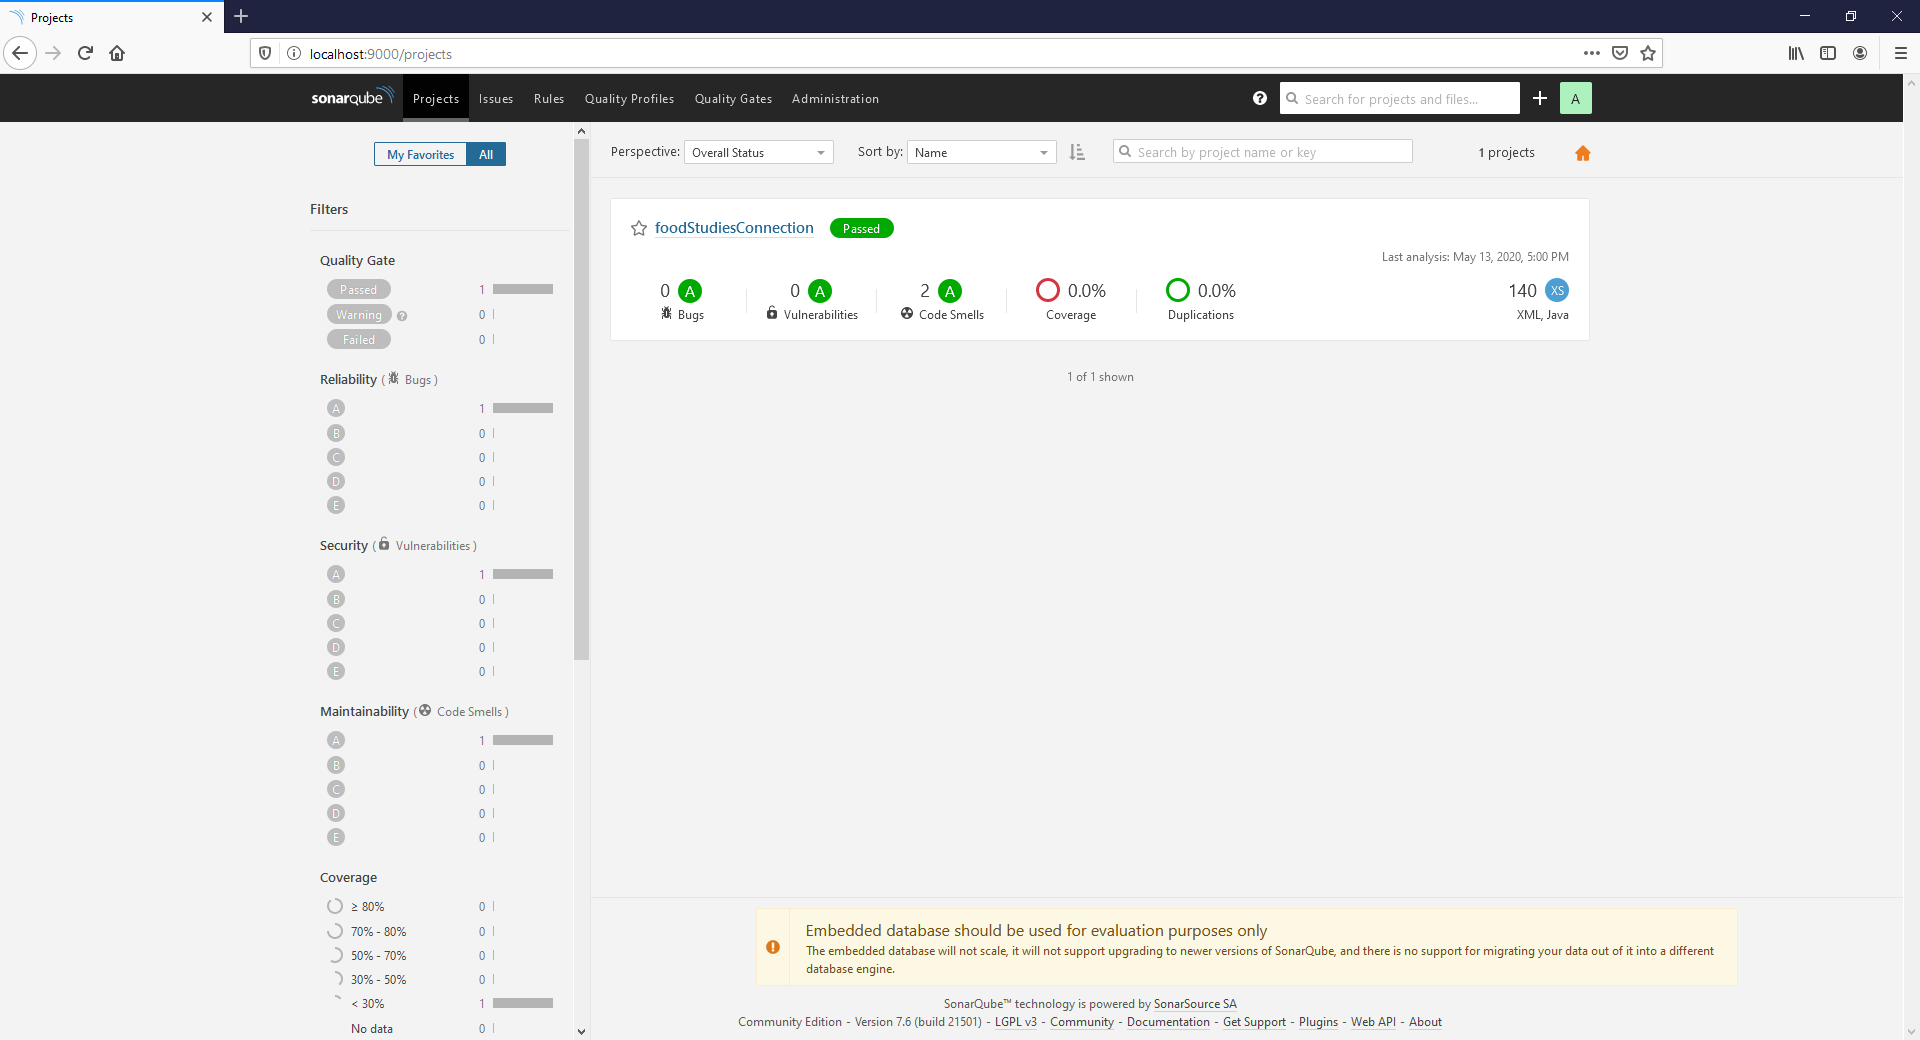 Projects
localhost:9000/projects
sonarqube Projects Issues Rules Quality Profiles Quality Gates Administration Search for projects and files... A
My Favorites All
Perspective: Overall Status Sort by: Name Search by project name or key 1 projects
Filters
Quality Gate
Passed 1
Warning 0
Failed 0
Reliability ( Bugs )
A 1
B 0
C 0
D 0
E 0
Security ( Vulnerabilities )
A 1
B 0
C 0
D 0
E 0
Maintainability ( Code Smells )
A 1
B 0
C 0
D 0
E 0
Coverage
≥ 80% 0
70% - 80% 0
50% - 70% 0
30% - 50% 0
< 30% 1
No data 0
foodStudiesConnection Passed
Last analysis: May 13, 2020, 5:00 PM
0 A 0 A 2 A 0.0% 0.0% 140 XS
Bugs Vulnerabilities Code Smells Coverage Duplications XML, Java
1 of 1 shown
Embedded database should be used for evaluation purposes only
The embedded database will not scale, it will not support upgrading to newer versions of SonarQube, and there is no support for migrating your data out of it into a different
database engine.
SonarQube™ technology is powered by SonarSource SA
Community Edition - Version 7.6 (build 21501) - LGPL v3 - Community - Documentation - Get Support - Plugins - Web API - About